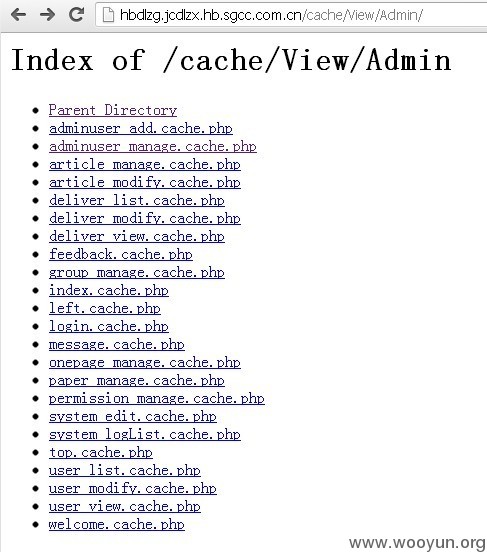 hbdlzg.jcdlzx.hb.sgcc.com.cn/cache/View/Admin/
Index of /cache/View/Admin
Parent Directory
adminuser_add.cache.php
adminuser_manage.cache.php
article_manage.cache.php
article_modify.cache.php
deliver_list.cache.php
deliver_modify.cache.php
deliver_view.cache.php
feedback.cache.php
group_manage.cache.php
index.cache.php
left.cache.php
login.cache.php
message.cache.php
onepage_manage.cache.php
paper_manage.cache.php
permission_manage.cache.php
system_edit.cache.php
system_logList.cache.php
top.cache.php
user_list.cache.php
user_modify.cache.php
user_view.cache.php
welcome.cache.php
www.wooyun.org